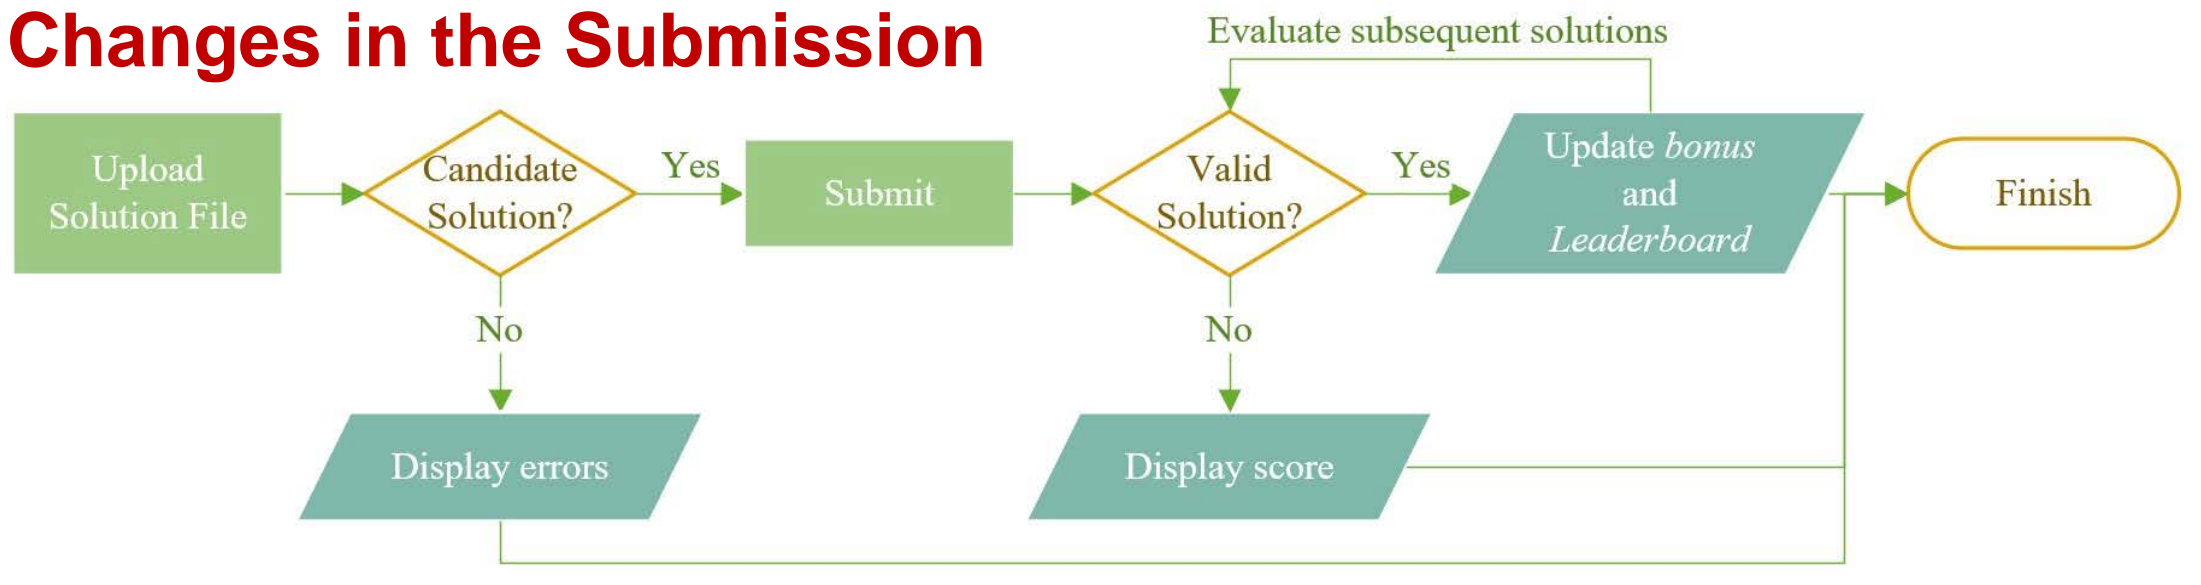 Changes in the Submission
Evaluate subsequent solutions
Upload
Solution File
Candidate
Solution?
Yes
Submit
Valid
Solution?
Yes
Update bonus
and
Leaderboard
Finish
No
No
Display errors
Display score